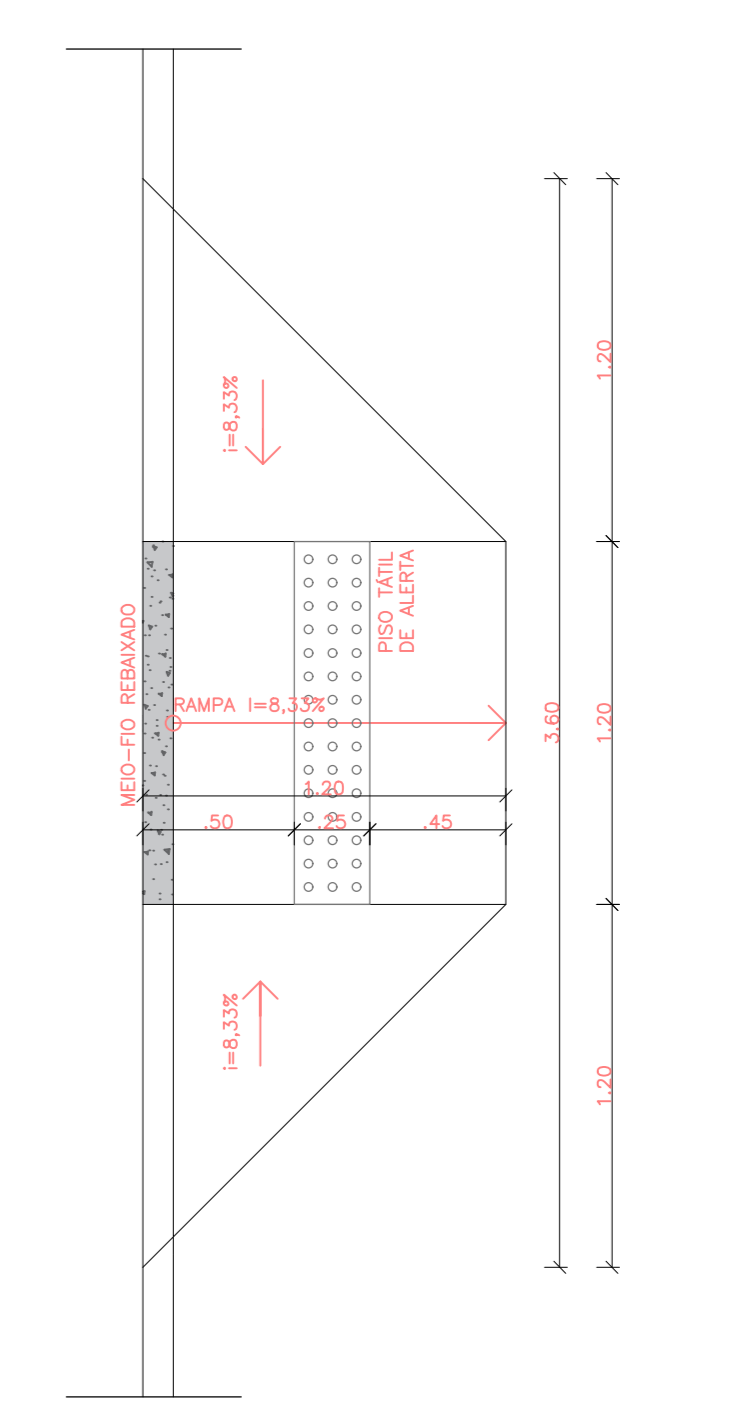 1.20
i=8,33%
PISO TÁTIL
DE ALERTA
MEIO-FIO REBAIXADO
RAMPA I=8,33%
3.60
1.20
1.20
.50
.25
.45
i=8,33%
1.20